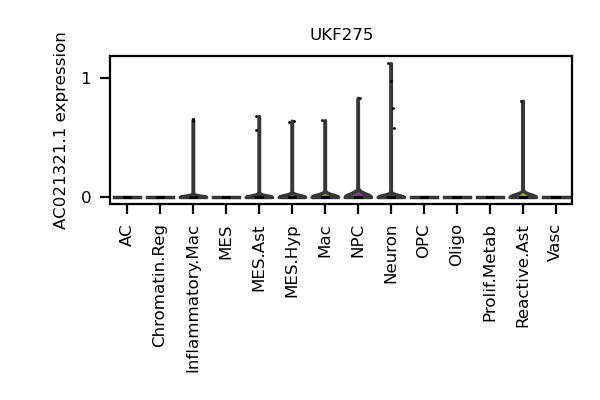 UKF275
AC021321.1 expression
1
0
AC
Chromatin.Reg
Inflammatory.Mac
MES
MES.Ast
MES.Hyp
Mac
NPC
Neuron
OPC
Oligo
Prolif.Metab
Reactive.Ast
Vasc